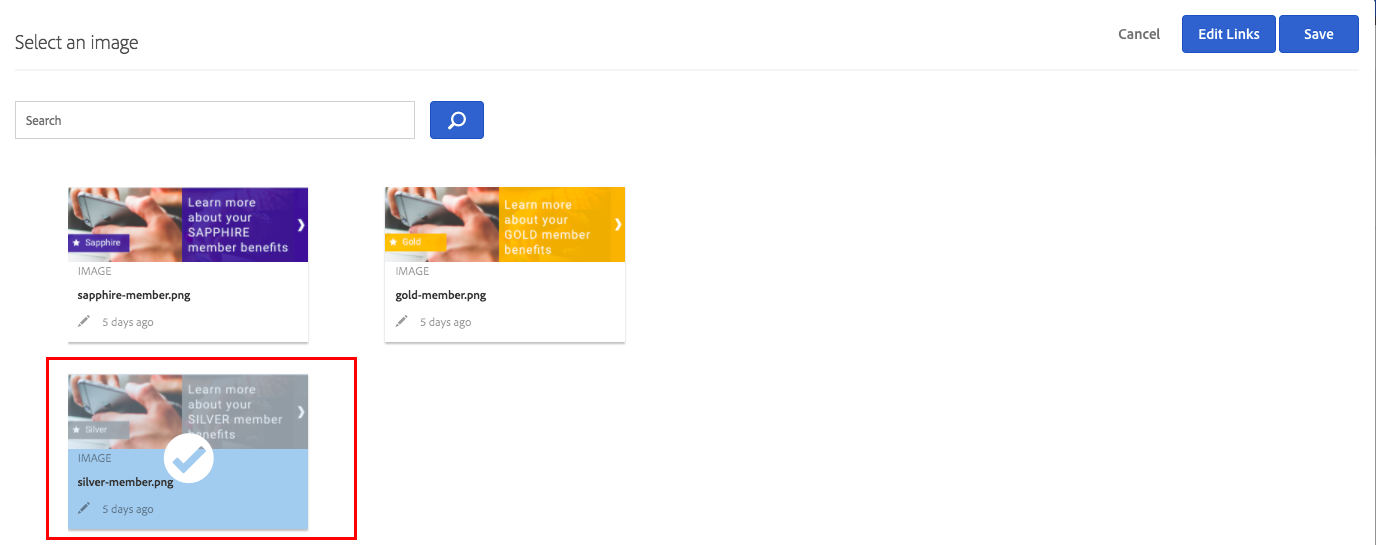 Select an image
Cancel
Edit Links
Save
Search
Learn more
about your
SAPPHIRE
member benefits
Sapphire
IMAGE
sapphire-member.png
5 days ago
Learn more
about your
GOLD member
benefits
Gold
IMAGE
gold-member.png
5 days ago
Learn more
about your
SILVER member
benefits
Silver
IMAGE
silver-member.png
5 days ago